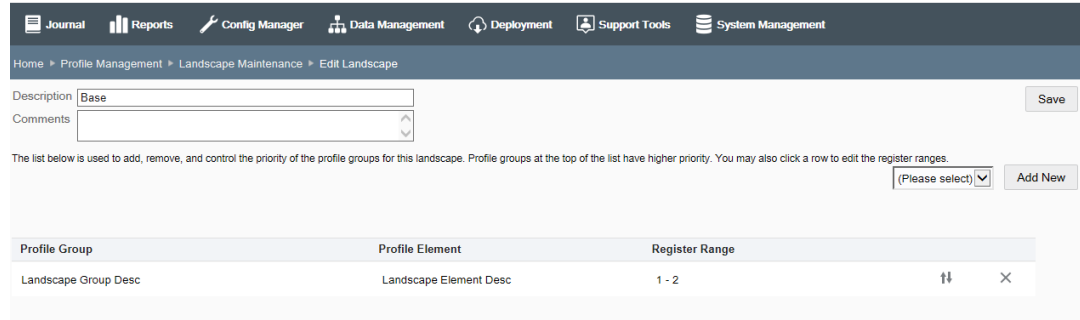 Journal Reports Config Manager Data Management Deployment Support Tools System Management
Home Profile Management Landscape Maintenance Edit Landscape
Description Base Save
Comments
The list below is used to add, remove, and control the priority of the profile groups for this landscape. Profile groups at the top of the list have higher priority. You may also click a row to edit the register ranges.
(Please select) Add New
Profile Group Profile Element Register Range
Landscape Group Desc Landscape Element Desc 1 - 2